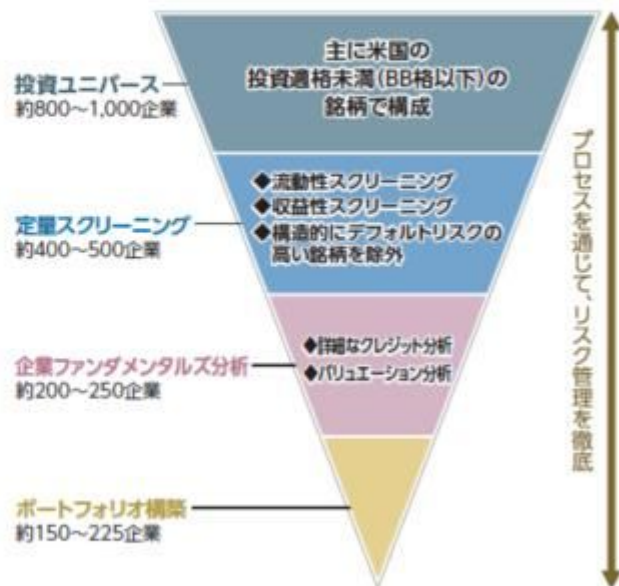 主に米国の
投資適格未満(BB格以下)の
銘柄で構成
投資ユニバース
約800～1,000企業
◆流動性スクリーニング
◆収益性スクリーニング
◆構造的にデフォルトリスクの
高い銘柄を除外
定量スクリーニング
約400～500企業
◆詳細なクレジット分析
◆バリュエーション分析
企業ファンダメンタルズ分析
約200～250企業
ポートフォリオ構築
約150～225企業
プロセスを通じて、リスク管理を徹底